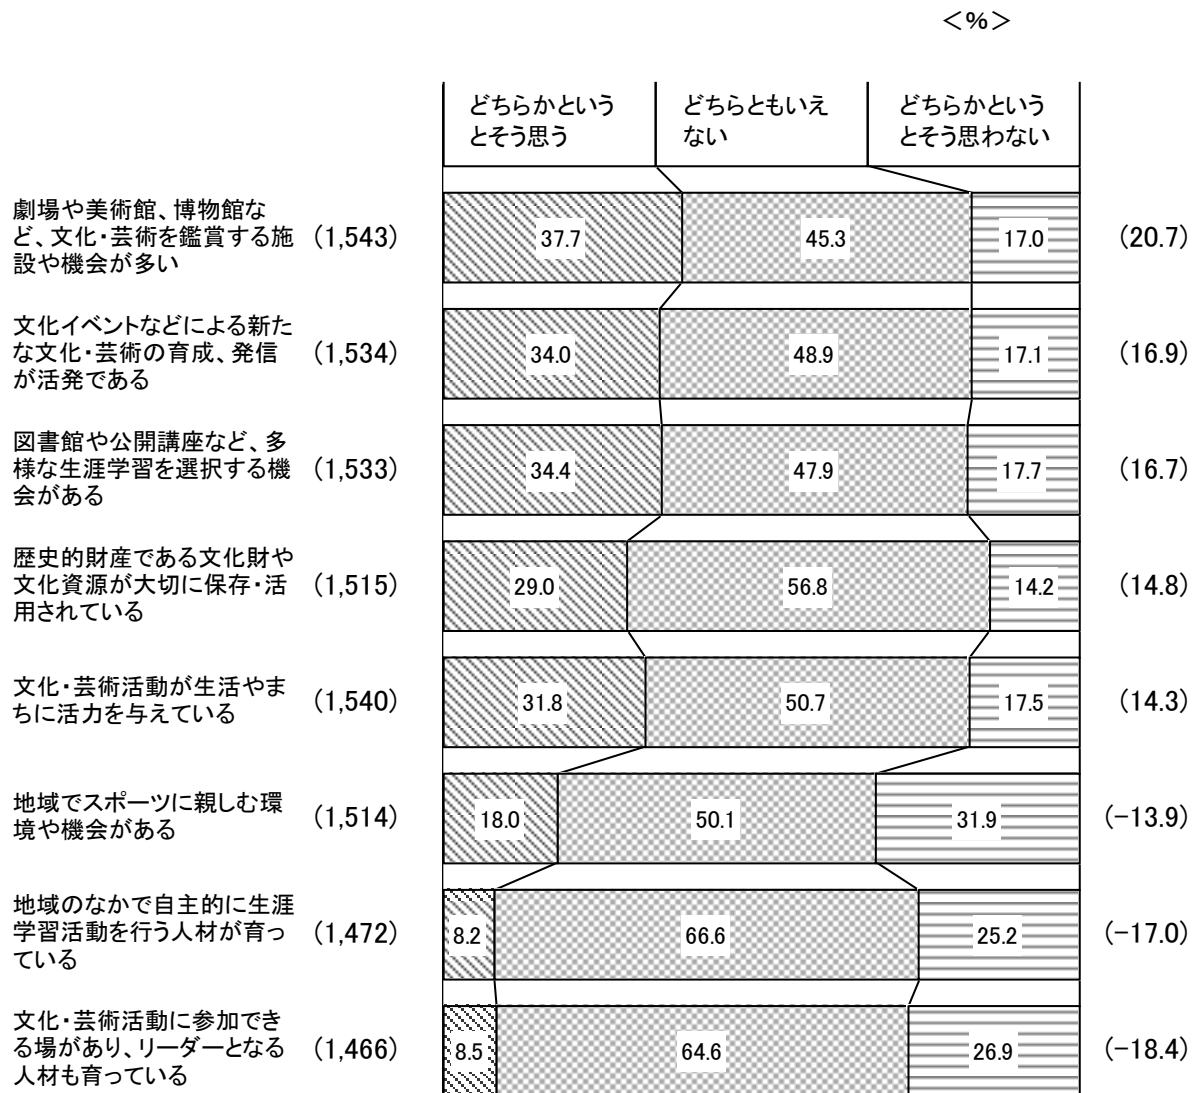 ＜％＞
どちらかという
とそう思う
どちらともいえ
ない
どちらかという
とそう思わない
劇場や美術館、博物館な
ど、文化・芸術を鑑賞する施
設や機会が多い
（1,543）
37.7
45.3
17.0
（20.7）
文化イベントなどによる新た
な文化・芸術の育成、発信
が活発である
（1,534）
34.0
48.9
17.1
（16.9）
図書館や公開講座など、多
様な生涯学習を選択する機
会がある
（1,533）
34.4
47.9
17.7
（16.7）
歴史的財産である文化財や
文化資源が大切に保存・活
用されている
（1,515）
29.0
56.8
14.2
（14.8）
文化・芸術活動が生活やま
ちに活力を与えている
（1,540）
31.8
50.7
17.5
（14.3）
地域でスポーツに親しむ環
境や機会がある
（1,514）
18.0
50.1
31.9
（-13.9）
地域のなかで自主的に生涯
学習活動を行う人材が育っ
ている
（1,472）
8.2
66.6
25.2
（-17.0）
文化・芸術活動に参加でき
る場があり、リーダーとなる
人材も育っている
（1,466）
8.5
64.6
26.9
（-18.4）